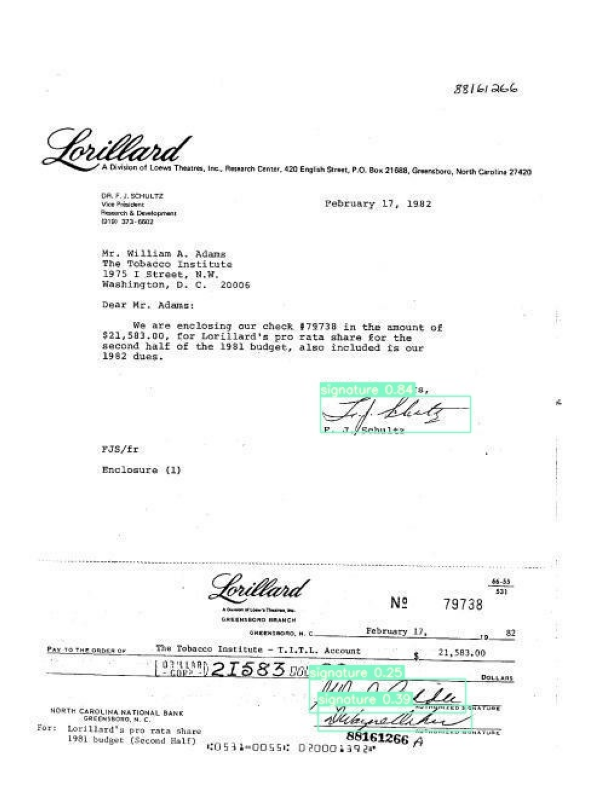 88161266
Lorillard
A Division of Loews Theatres, Inc., Research Center, 420 English Street, P.O. Box 21688, Greensboro, North Carolina 27420
DR. F. J. SCHULTZ
Vice President
Research & Development
(919) 373-6602
February 17, 1982
Mr. William A. Adams
The Tobacco Institute
1975 I Street, N.W.
Washington, D. C. 20006
Dear Mr. Adams:
We are enclosing our check #79738 in the amount of
$21,583.00, for Lorillard's pro rata share for the
second half of the 1981 budget, also included is our
1982 dues.
signature 0.84 s,
F. J. Schultz
F. J. Schultz
FJS/fr
Enclosure (1)
Lorillard
A Division of Loew's Theatres, Inc.
GREENSBORO BRANCH
GREENSBORO, N. C.
66-55
531
Nº 79738
February 17, 19 82
PAY TO THE ORDER OF The Tobacco Institute - T.I.T.L. Account $ 21,583.00
LORILLARD
CORP
21583 DOL
DOLLARS
signature 0.25
signature 0.39
AUTHORIZED SIGNATURE
NORTH CAROLINA NATIONAL BANK
GREENSBORO, N. C.
AUTHORIZED SIGNATURE
For: Lorillard's pro rata share
1981 budget (Second Half)
88161266 A